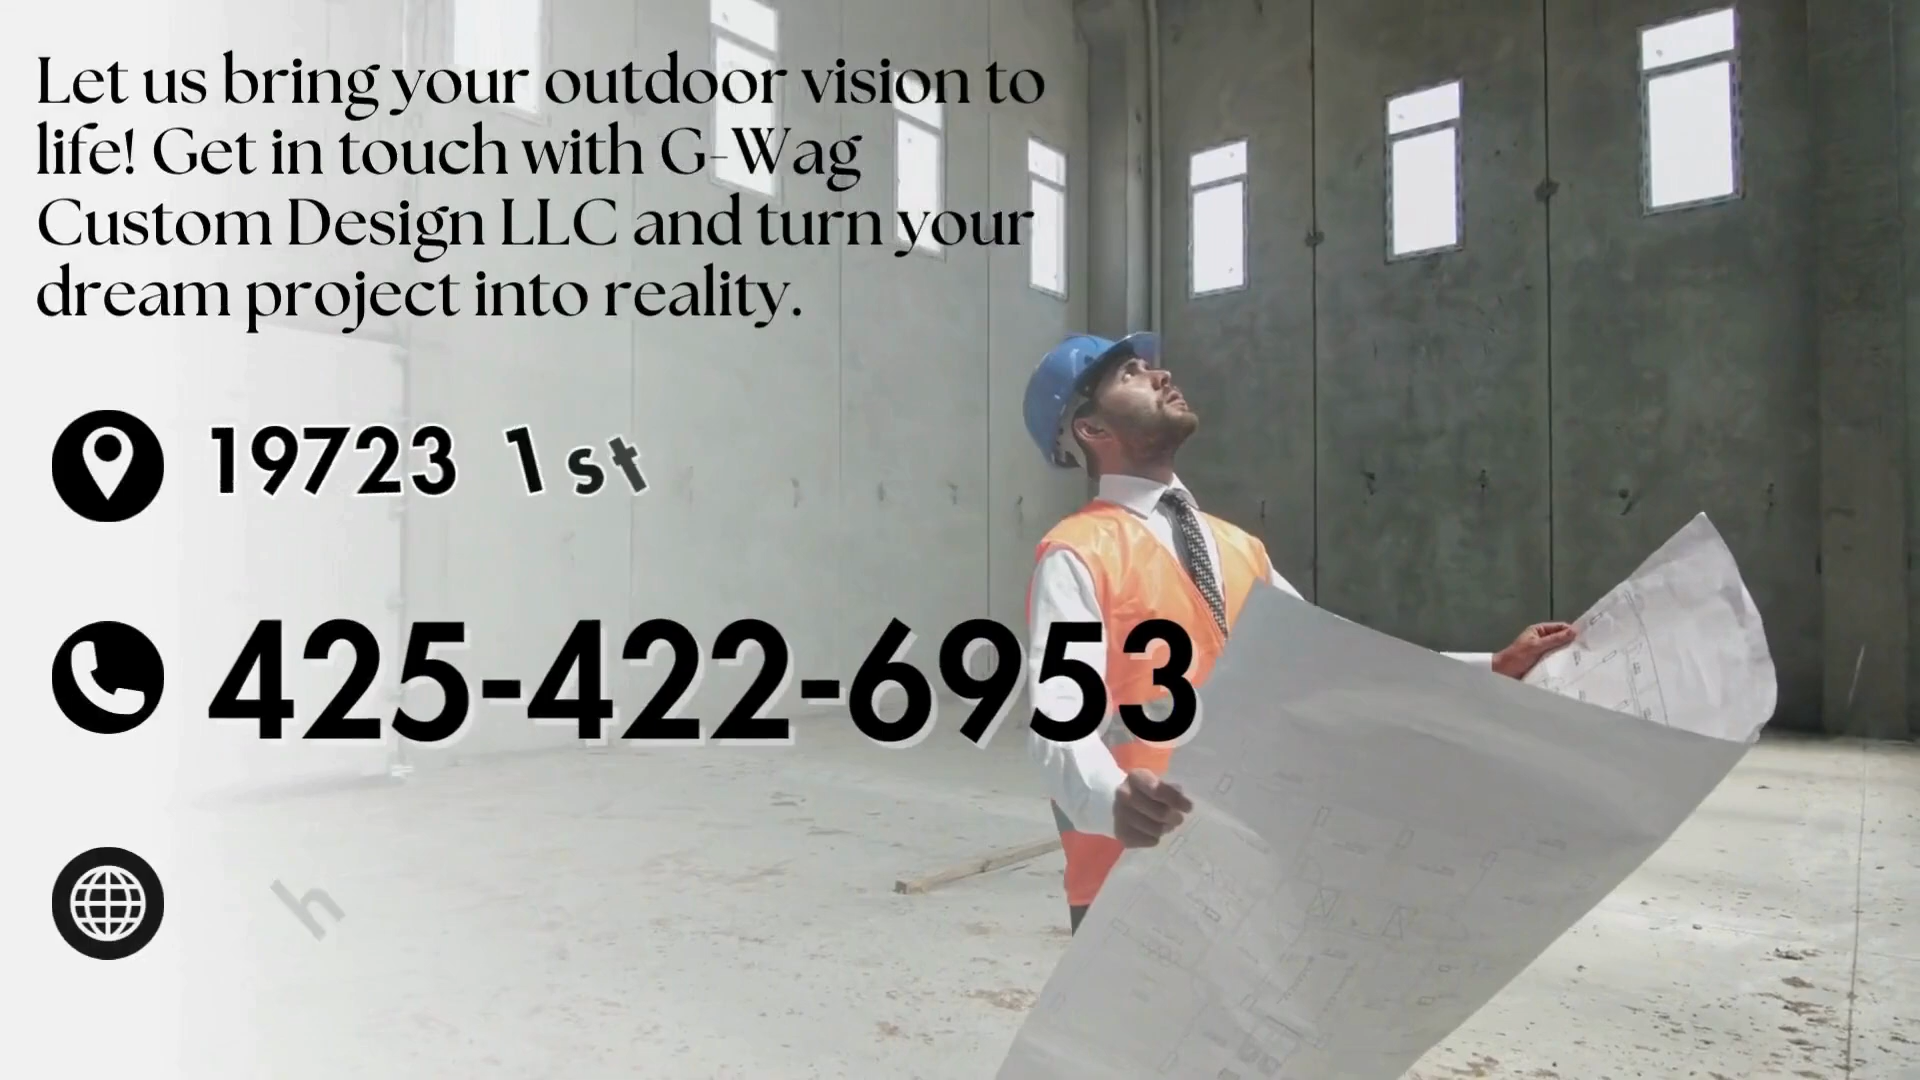 Let us bring your outdoor vision to
life! Get in touch with G-Wag
Custom Design LLC and turn your
dream project into reality.
19723 1st
425-422-6953
h